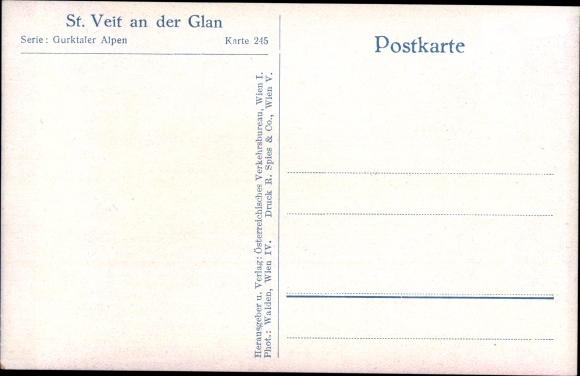 St. Veit an der Glan
Serie: Gurktaler Alpen Karte 245
Postkarte
Herausgeber u. Verlag: Österreichisches Verkehrsbureau, Wien I.
Phot.: Walden, Wien IV. Druck R. Spies & Co., Wien V.